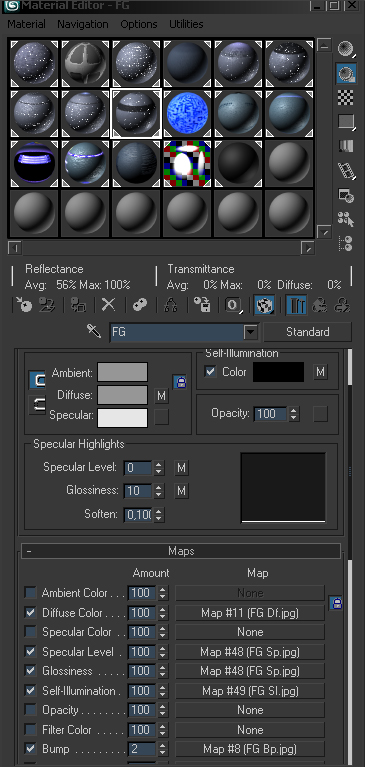 Material Editor - FG
Material Navigation Options Utilities
Reflectance Transmittance
Avg: 56% Max: 100% Avg: 0% Max: 0% Diffuse: 0%
FG Standard
Self-Illumination
Ambient:
Color M
Diffuse: M
Specular:
Opacity: 100
Specular Highlights
Specular Level: 0 M
Glossiness: 10 M
Soften: 0,10
- Maps
Amount Map
Ambient Color . . . 100 None
Diffuse Color . . . . 100 Map #11 (FG Df.jpg)
Specular Color . . 100 None
Specular Level . . 100 Map #48 (FG Sp.jpg)
Glossiness . . . . . 100 Map #48 (FG Sp.jpg)
Self-Illumination . 100 Map #49 (FG SI.jpg)
Opacity . . . . . . . . 100 None
Filter Color . . . . . 100 None
Bump . . . . . . . . . 2 Map #8 (FG Bp.jpg)